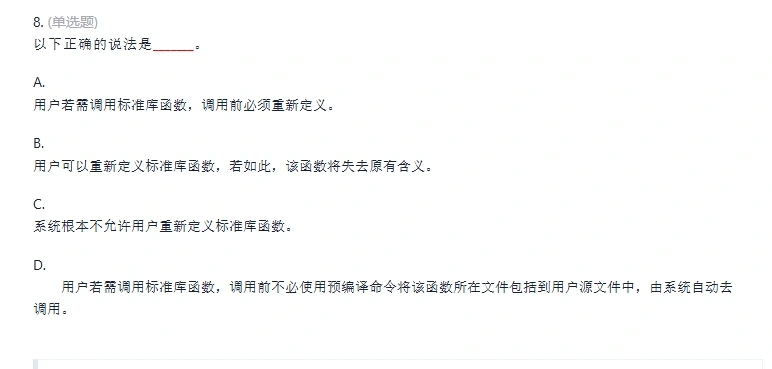 8. (单选题)
以下正确的说法是______。
A.
用户若需调用标准库函数，调用前必须重新定义。
B.
用户可以重新定义标准库函数，若如此，该函数将失去原有含义。
C.
系统根本不允许用户重新定义标准库函数。
D.
用户若需调用标准库函数，调用前不必使用预编译命令将该函数所在文件包括到用户源文件中，由系统自动去
调用。